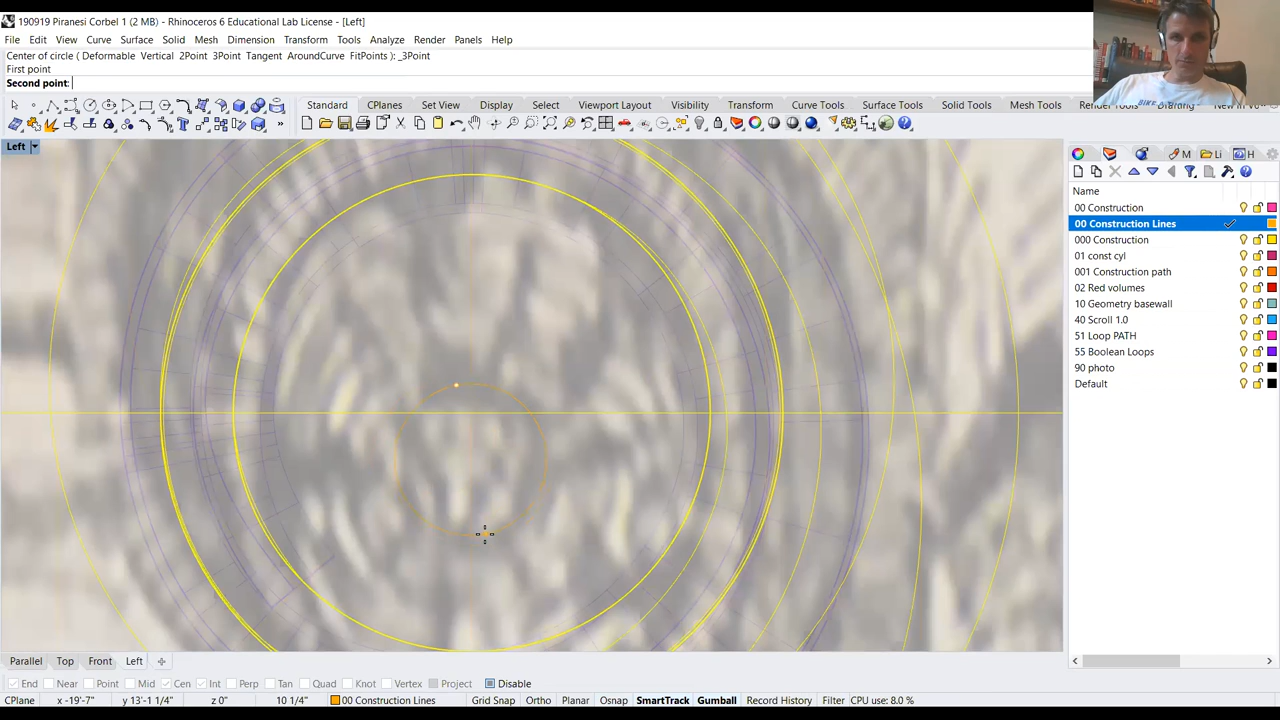 190919 Piranesi Corbel 1 (2 MB) - Rhinoceros 6 Educational Lab License - [Left]
File Edit View Curve Surface Solid Mesh Dimension Transform Tools Analyze Render Panels Help
Center of circle ( Deformable Vertical 2Point 3Point Tangent AroundCurve FitPoints ): _3Point
First point
Second point:
Standard CPlanes Set View Display Select Viewport Layout Visibility Transform Curve Tools Surface Tools Solid Tools Mesh Tools
Left
M Li H
Name
00 Construction
00 Construction Lines
000 Construction
01 const cyl
001 Construction path
02 Red volumes
10 Geometry basewall
40 Scroll 1.0
51 Loop PATH
55 Boolean Loops
90 photo
Default
Parallel Top Front Left
End Near Point Mid Cen Int Perp Tan Quad Knot Vertex Project Disable
CPlane x -19'-7" y 13'-1 1/4" z 0" 10 1/4" 00 Construction Lines Grid Snap Ortho Planar Osnap SmartTrack Gumball Record History Filter CPU use: 8.0 %